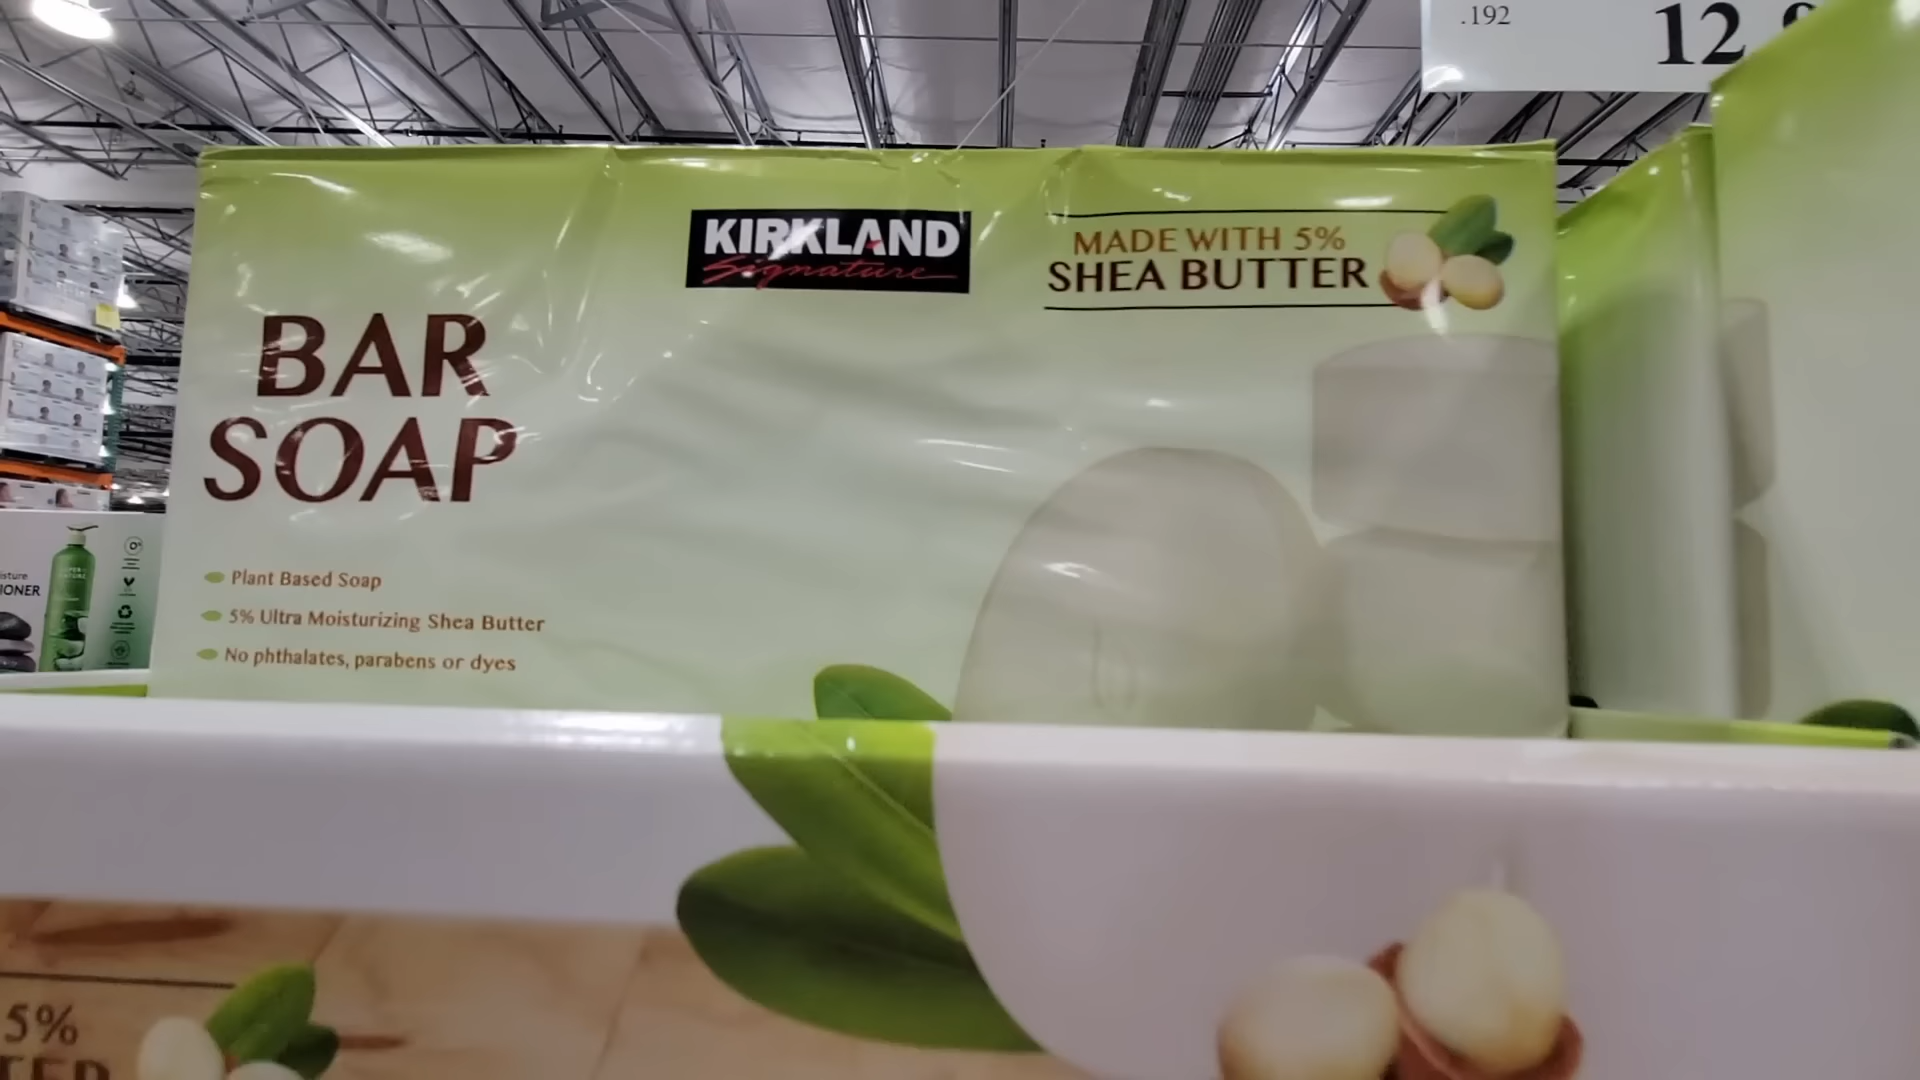 .192
12
KIRKLAND
Signature
MADE WITH 5%
SHEA BUTTER
BAR
SOAP
Plant Based Soap
5% Ultra Moisturizing Shea Butter
No phthalates, parabens or dyes
5%